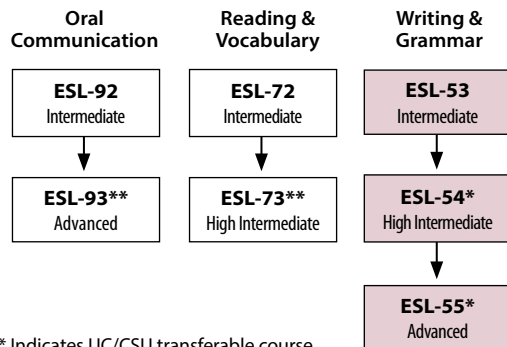 Oral
Communication
ESL-92
Intermediate
ESL-93**
Advanced
Reading &
Vocabulary
ESL-72
Intermediate
ESL-73**
High Intermediate
Writing &
Grammar
ESL-53
Intermediate
ESL-54*
High Intermediate
ESL-55*
Advanced
* Indicates UC/CSU transferable course